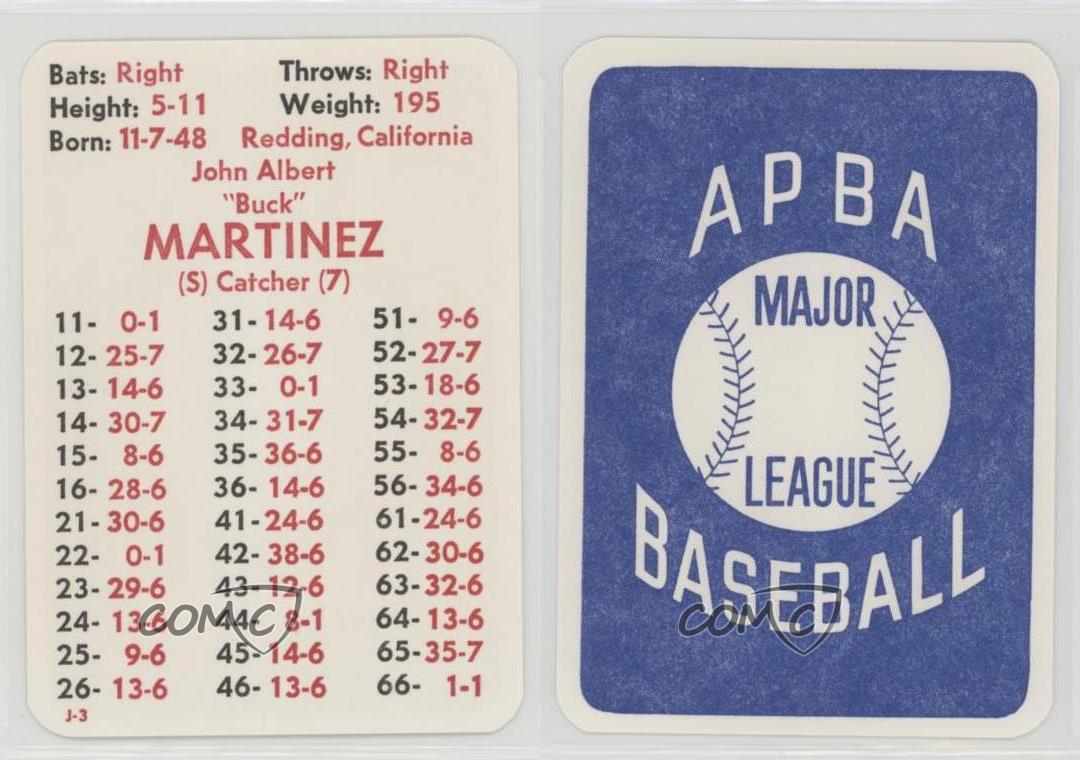 Bats: Right Throws: Right
Height: 5-11 Weight: 195
Born: 11-7-48 Redding, California
John Albert
"Buck"
MARTINEZ
(S) Catcher (7)
11- 0-1 31- 14-6 51- 9-6
12- 25-7 32- 26-7 52- 27-7
13- 14-6 33- 0-1 53- 18-6
14- 30-7 34- 31-7 54- 32-7
15- 8-6 35- 36-6 55- 8-6
16- 28-6 36- 14-6 56- 34-6
21- 30-6 41- 24-6 61- 24-6
22- 0-1 42- 38-6 62- 30-6
23- 29-6 43- 12-6 63- 32-6
24- 13-6 44- 8-1 64- 13-6
25- 9-6 45- 14-6 65- 35-7
26- 13-6 46- 13-6 66- 1-1
J-3
COMC
APBA
MAJOR
LEAGUE
BASEBALL
COMC